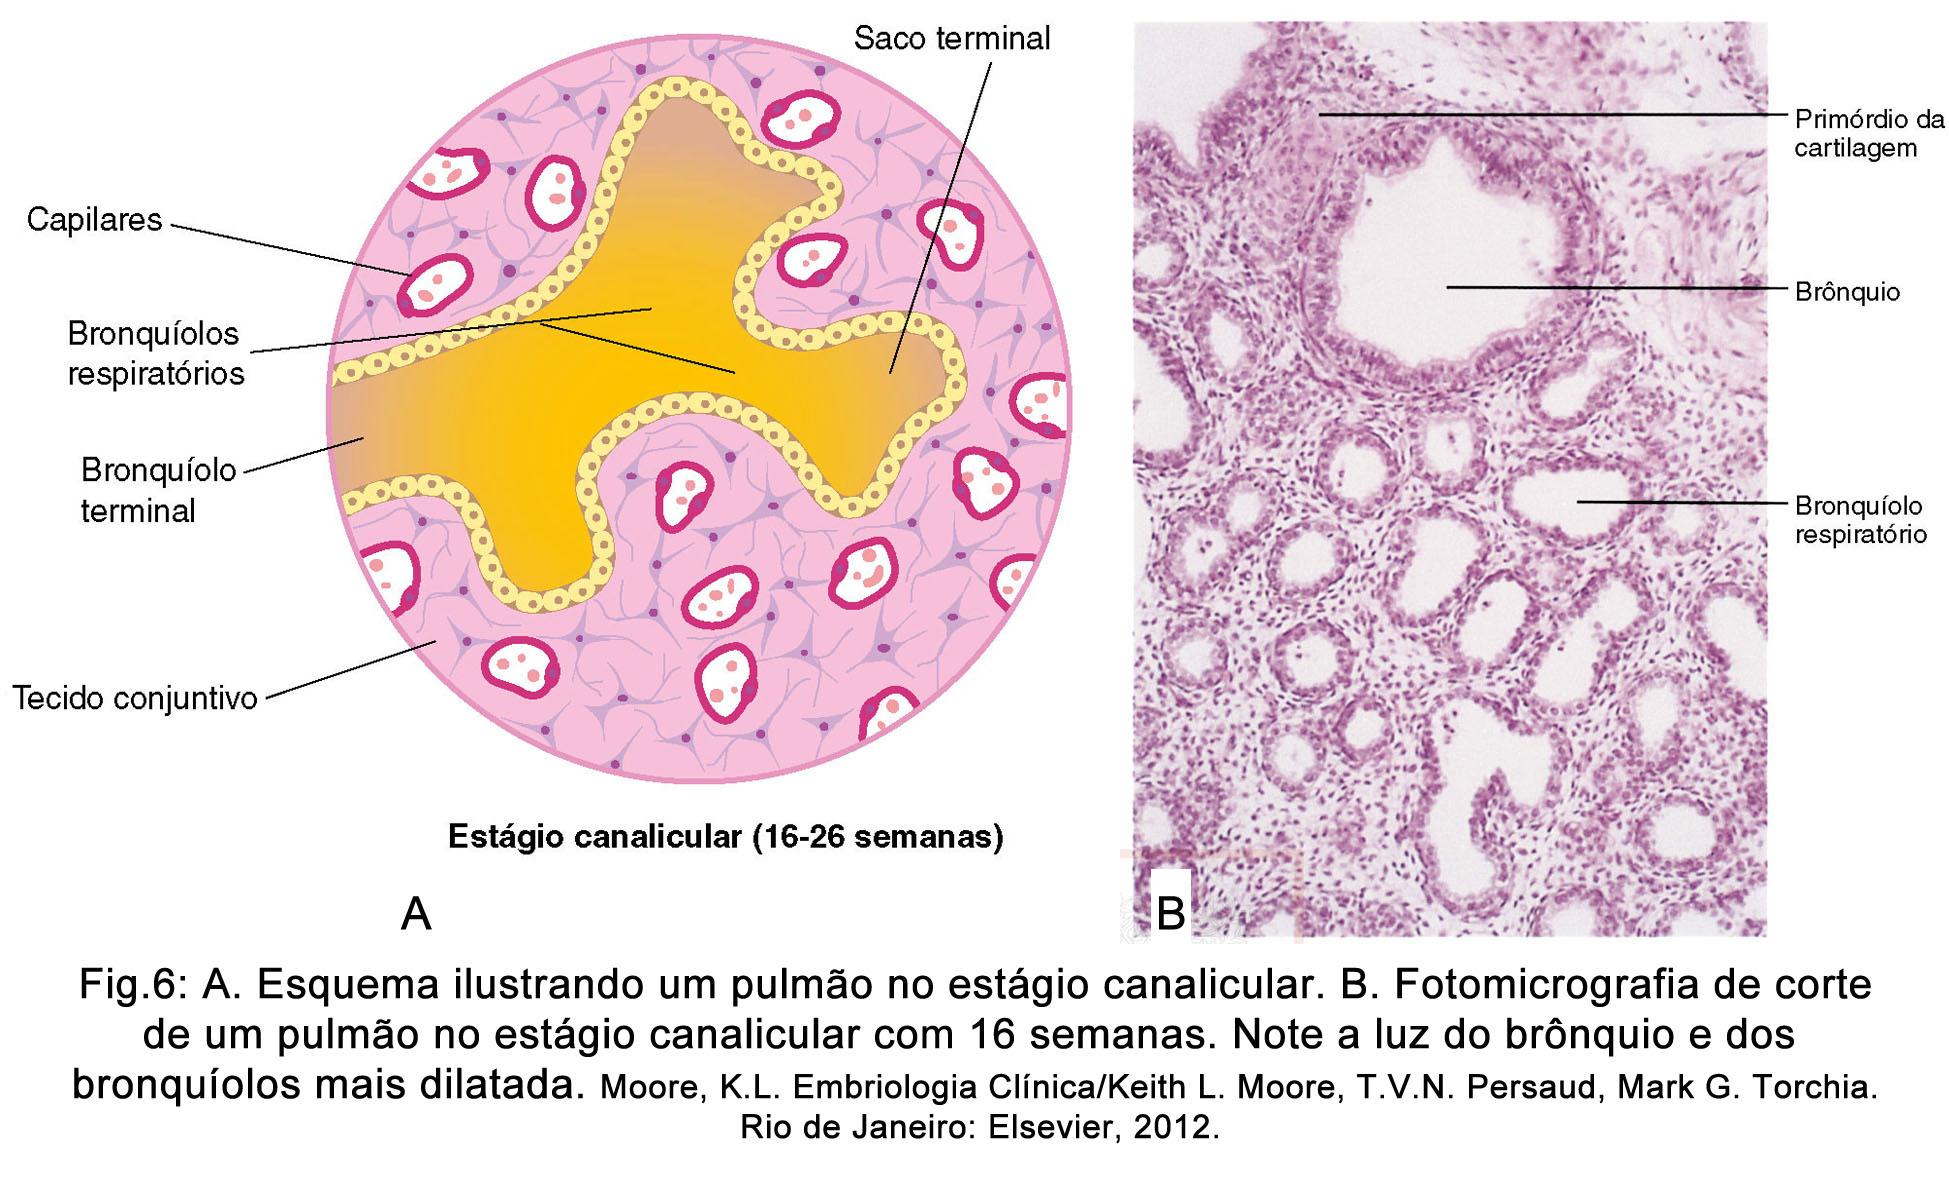 Saco terminal
Capilares
Bronquíolos
respiratórios
Bronquíolo
terminal
Tecido conjuntivo
Estágio canalicular (16-26 semanas)
A
Primórdio da
cartilagem
Brônquio
Bronquíolo
respiratório
B
Fig.6: A. Esquema ilustrando um pulmão no estágio canalicular. B. Fotomicrografia de corte
de um pulmão no estágio canalicular com 16 semanas. Note a luz do brônquio e dos
bronquíolos mais dilatada. Moore, K.L. Embriologia Clínica/Keith L. Moore, T.V.N. Persaud, Mark G. Torchia.
Rio de Janeiro: Elsevier, 2012.